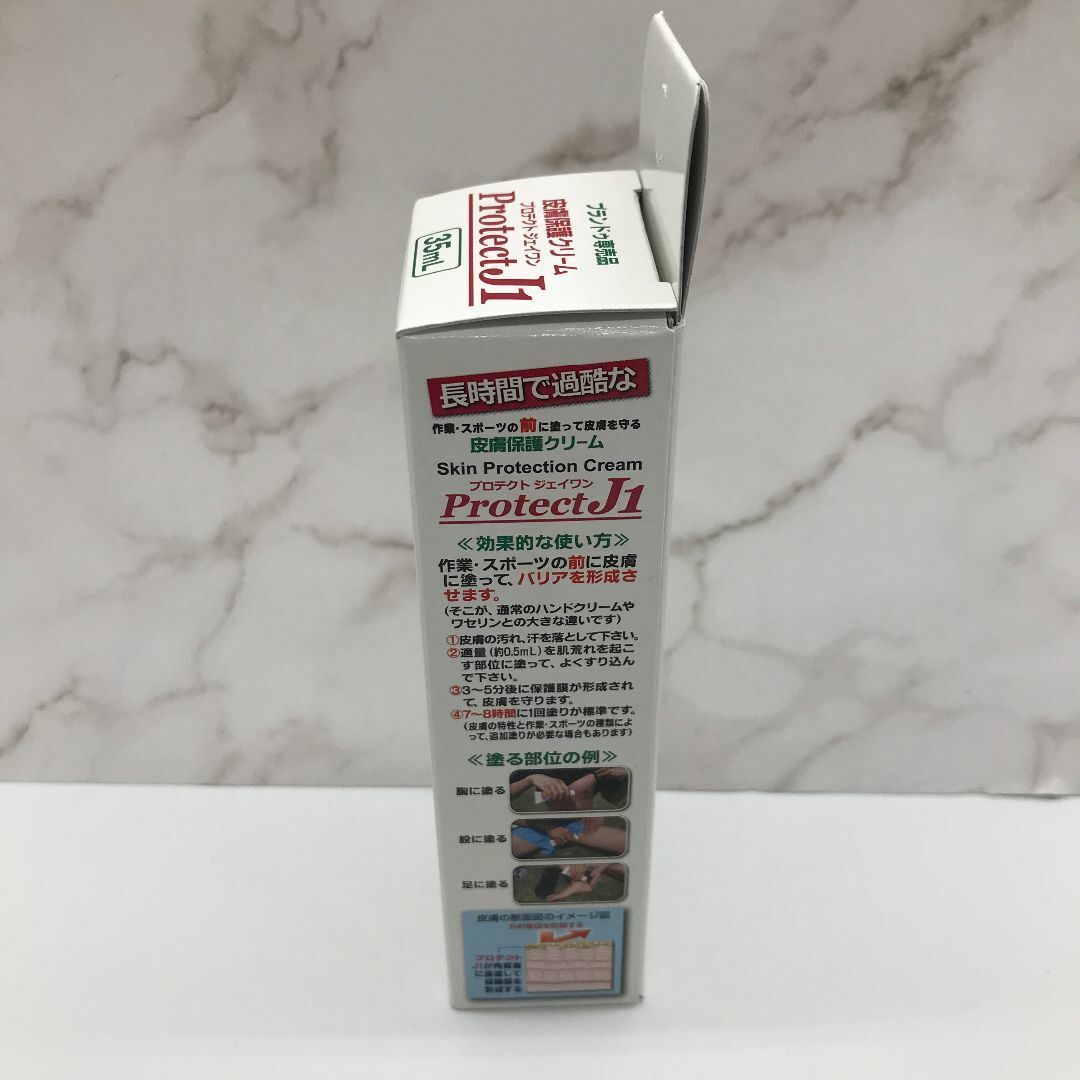 ブランドゥ専売品
皮膚保護クリーム
プロテクト ジェイワン
ProtectJ1
35mL
長時間で過酷な
作業・スポーツの前に塗って皮膚を守る
皮膚保護クリーム
Skin Protection Cream
プロテクト ジェイワン
ProtectJ1
≪効果的な使い方≫
作業・スポーツの前に皮膚
に塗って、バリアを形成さ
せます。
(そこが、通常のハンドクリームや
ワセリンとの大きな違いです)
①皮膚の汚れ、汗を落として下さい。
②適量(約0.5mL)を肌荒れを起こ
す部位に塗って、よくすり込ん
で下さい。
③3〜5分後に保護膜が形成され
て、皮膚を守ります。
④7〜8時間に1回塗りが標準です。
(皮膚の特性と作業・スポーツの種類によ
って、追加塗りが必要な場合もあります)
≪塗る部位の例≫
胸に塗る
股に塗る
足に塗る
皮膚の断面図のイメージ図
プロテクト